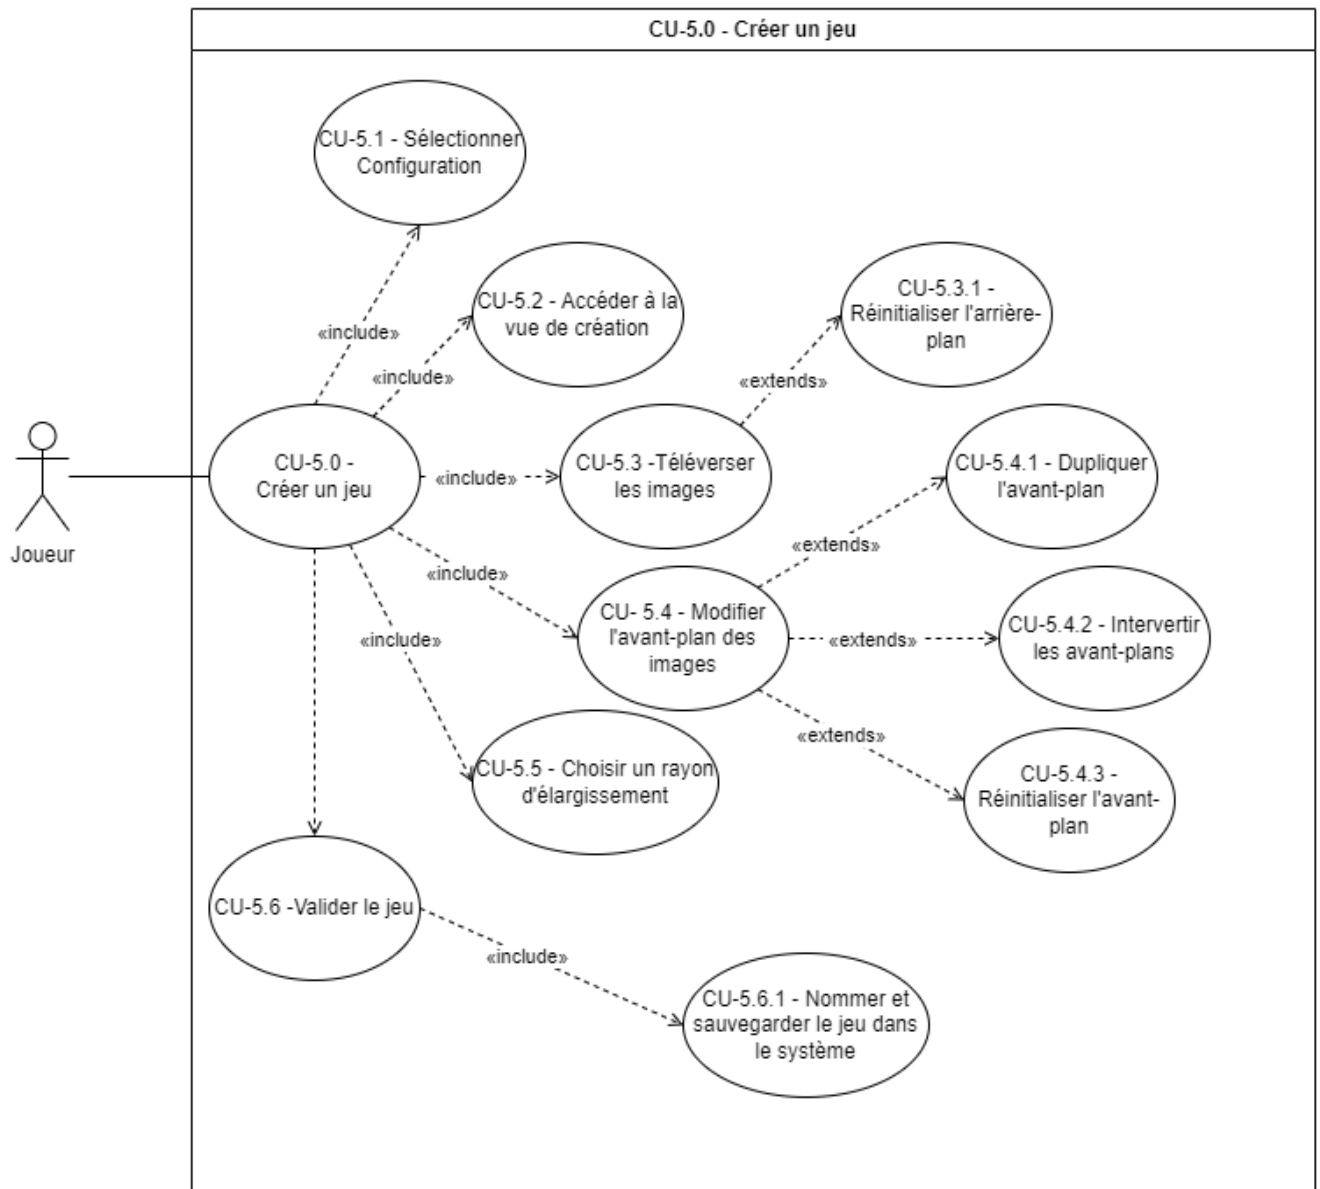 CU-5.0 - Créer un jeu
CU-5.1 - Sélectionner
Configuration
«include»
CU-5.2 - Accéder à la
vue de création
«include»
CU-5.3.1 -
Réinitialiser l'arrière-
plan
«extends»
CU-5.0 -
Créer un jeu
«include»
CU-5.3 -Téléverser
les images
CU-5.4.1 - Dupliquer
l'avant-plan
Joueur
«extends»
«include»
CU- 5.4 - Modifier
l'avant-plan des
images
«extends»
CU-5.4.2 - Intervertir
les avant-plans
«include»
«extends»
CU-5.5 - Choisir un rayon
d'élargissement
CU-5.4.3 -
Réinitialiser l'avant-
plan
CU-5.6 -Valider le jeu
«include»
CU-5.6.1 - Nommer et
sauvegarder le jeu dans
le système